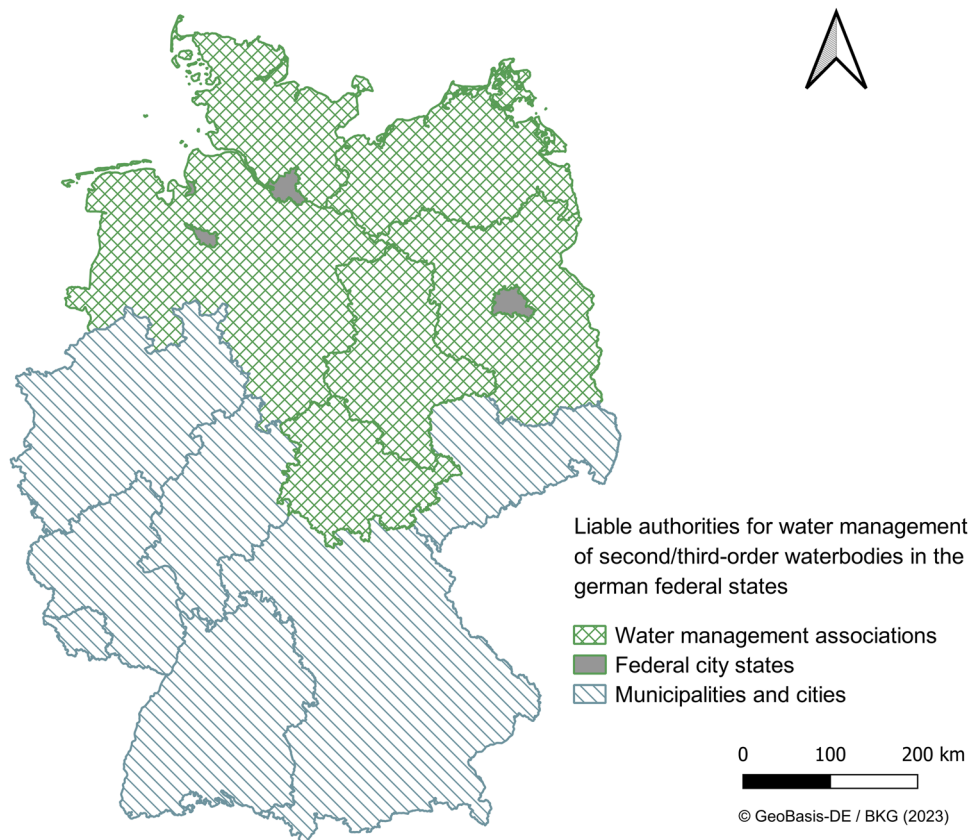 Liable authorities for water management
of second/third-order waterbodies in the
german federal states
Water management associations
Federal city states
Municipalities and cities
0 100 200 km
© GeoBasis-DE / BKG (2023)